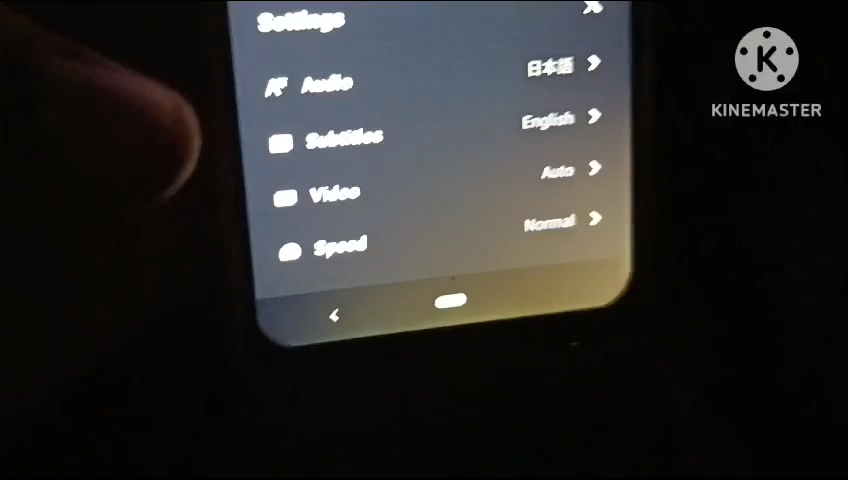 Settings
Audio 日本語
Subtitles English
Video Auto
Speed Normal
K
KINEMASTER